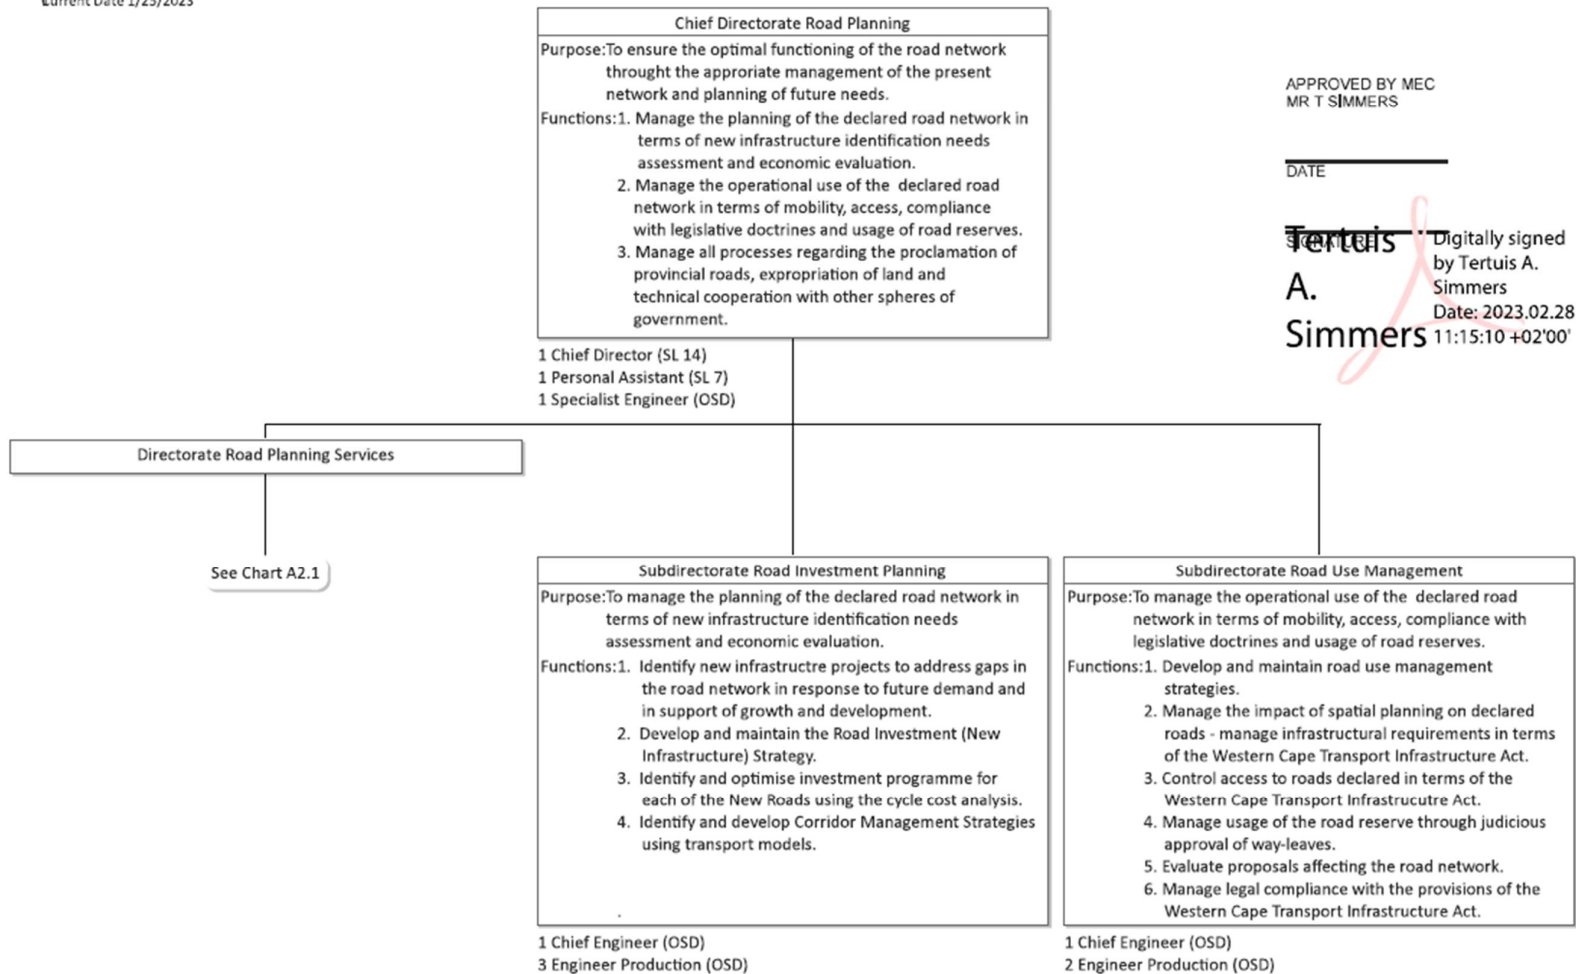 Current Date 1/25/2023
Chief Directorate Road Planning
Purpose:To ensure the optimal functioning of the road network
throught the approriate management of the present
network and planning of future needs.
Functions:1. Manage the planning of the declared road network in
terms of new infrastructure identification needs
assessment and economic evaluation.
2. Manage the operational use of the  declared road
network in terms of mobility, access, compliance
with legislative doctrines and usage of road reserves.
3. Manage all processes regarding the proclamation of
provincial roads, expropriation of land and
technical cooperation with other spheres of
government.
1 Chief Director (SL 14)
1 Personal Assistant (SL 7)
1 Specialist Engineer (OSD)
APPROVED BY MEC
MR T SIMMERS
DATE
SIGNATURE
Tertuis
A.
Simmers
Digitally signed
by Tertuis A.
Simmers
Date: 2023.02.28
11:15:10 +02'00'
Directorate Road Planning Services
See Chart A2.1
Subdirectorate Road Investment Planning
Purpose:To manage the planning of the declared road network in
terms of new infrastructure identification needs
assessment and economic evaluation.
Functions:1. Identify new infrastructre projects to address gaps in
the road network in response to future demand and
in support of growth and development.
2. Develop and maintain the Road Investment (New
Infrastructure) Strategy.
3. Identify and optimise investment programme for
each of the New Roads using the cycle cost analysis.
4. Identify and develop Corridor Management Strategies
using transport models.
.
1 Chief Engineer (OSD)
3 Engineer Production (OSD)
Subdirectorate Road Use Management
Purpose:To manage the operational use of the  declared road
network in terms of mobility, access, compliance with
legislative doctrines and usage of road reserves.
Functions:1. Develop and maintain road use management
strategies.
2. Manage the impact of spatial planning on declared
roads - manage infrastructural requirements in terms
of the Western Cape Transport Infrastructure Act.
3. Control access to roads declared in terms of the
Western Cape Transport Infrastrucutre Act.
4. Manage usage of the road reserve through judicious
approval of way-leaves.
5. Evaluate proposals affecting the road network.
6. Manage legal compliance with the provisions of the
Western Cape Transport Infrastructure Act.
1 Chief Engineer (OSD)
2 Engineer Production (OSD)